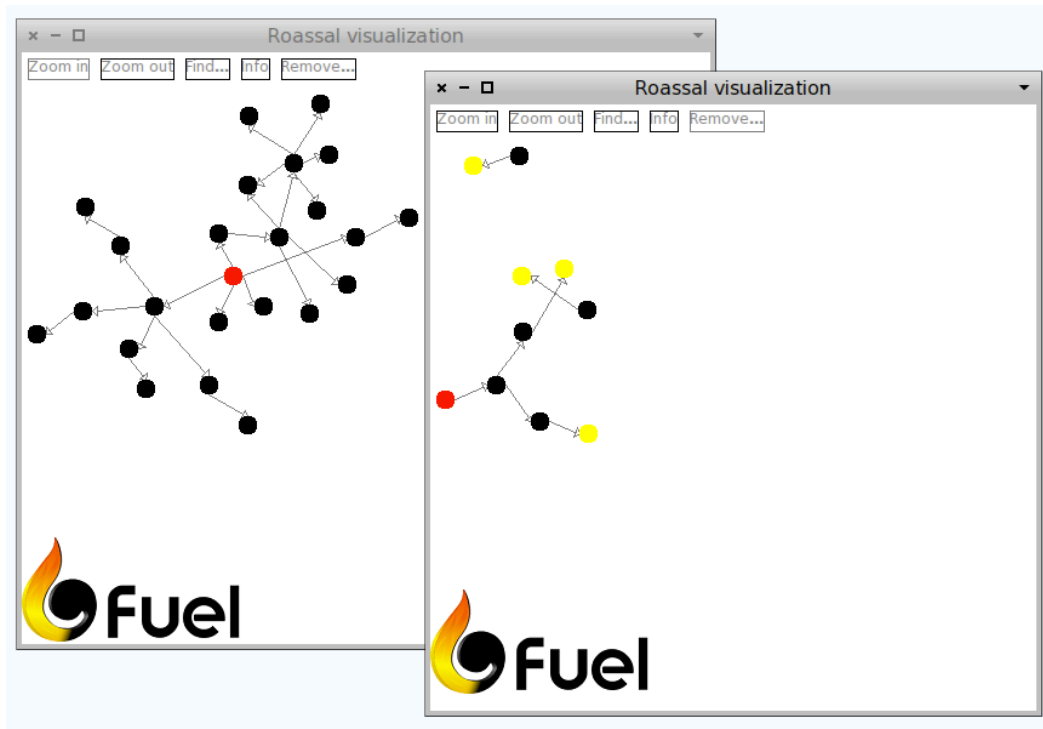 Roassal visualization
Zoom in Zoom out Find... Info Remove...
Fuel
Roassal visualization
Zoom in Zoom out Find... Info Remove...
Fuel